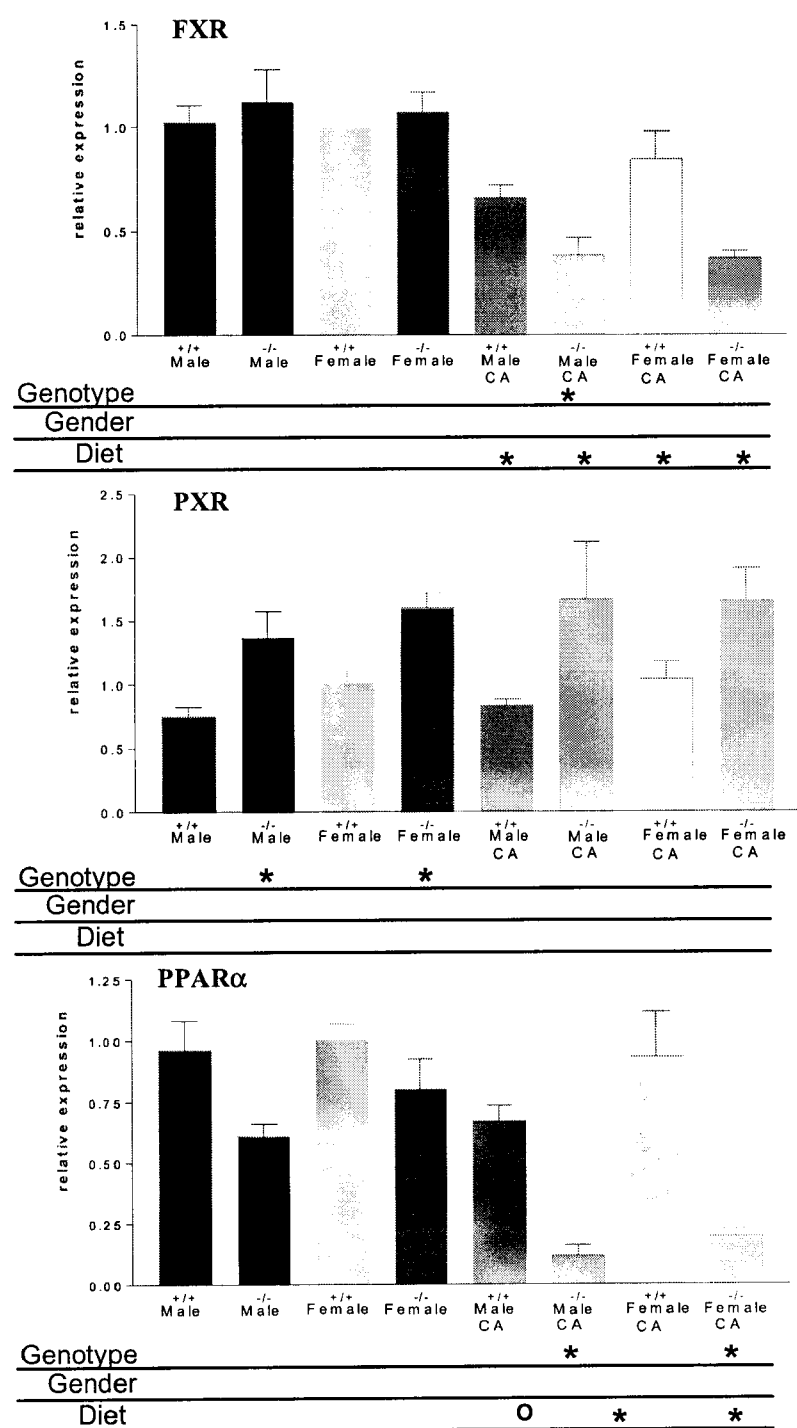 FXR
relative expression
1.5
1.0
0.5
0.0
+/+ -/- +/+ -/- +/+ -/- +/+ -/-
Male Male Female Female Male Male Female Female
CA CA CA CA
Genotype *
Gender
Diet * * * *
PXR
relative expression
2.5
2.0
1.5
1.0
0.5
0.0
+/+ -/- +/+ -/- +/+ -/- +/+ -/-
Male Male Female Female Male Male Female Female
CA CA CA CA
Genotype * *
Gender
Diet
PPARα
relative expression
1.25
1.00
0.75
0.50
0.25
0.00
+/+ -/- +/+ -/- +/+ -/- +/+ -/-
Male Male Female Female Male Male Female Female
CA CA CA CA
Genotype * *
Gender
Diet o * *